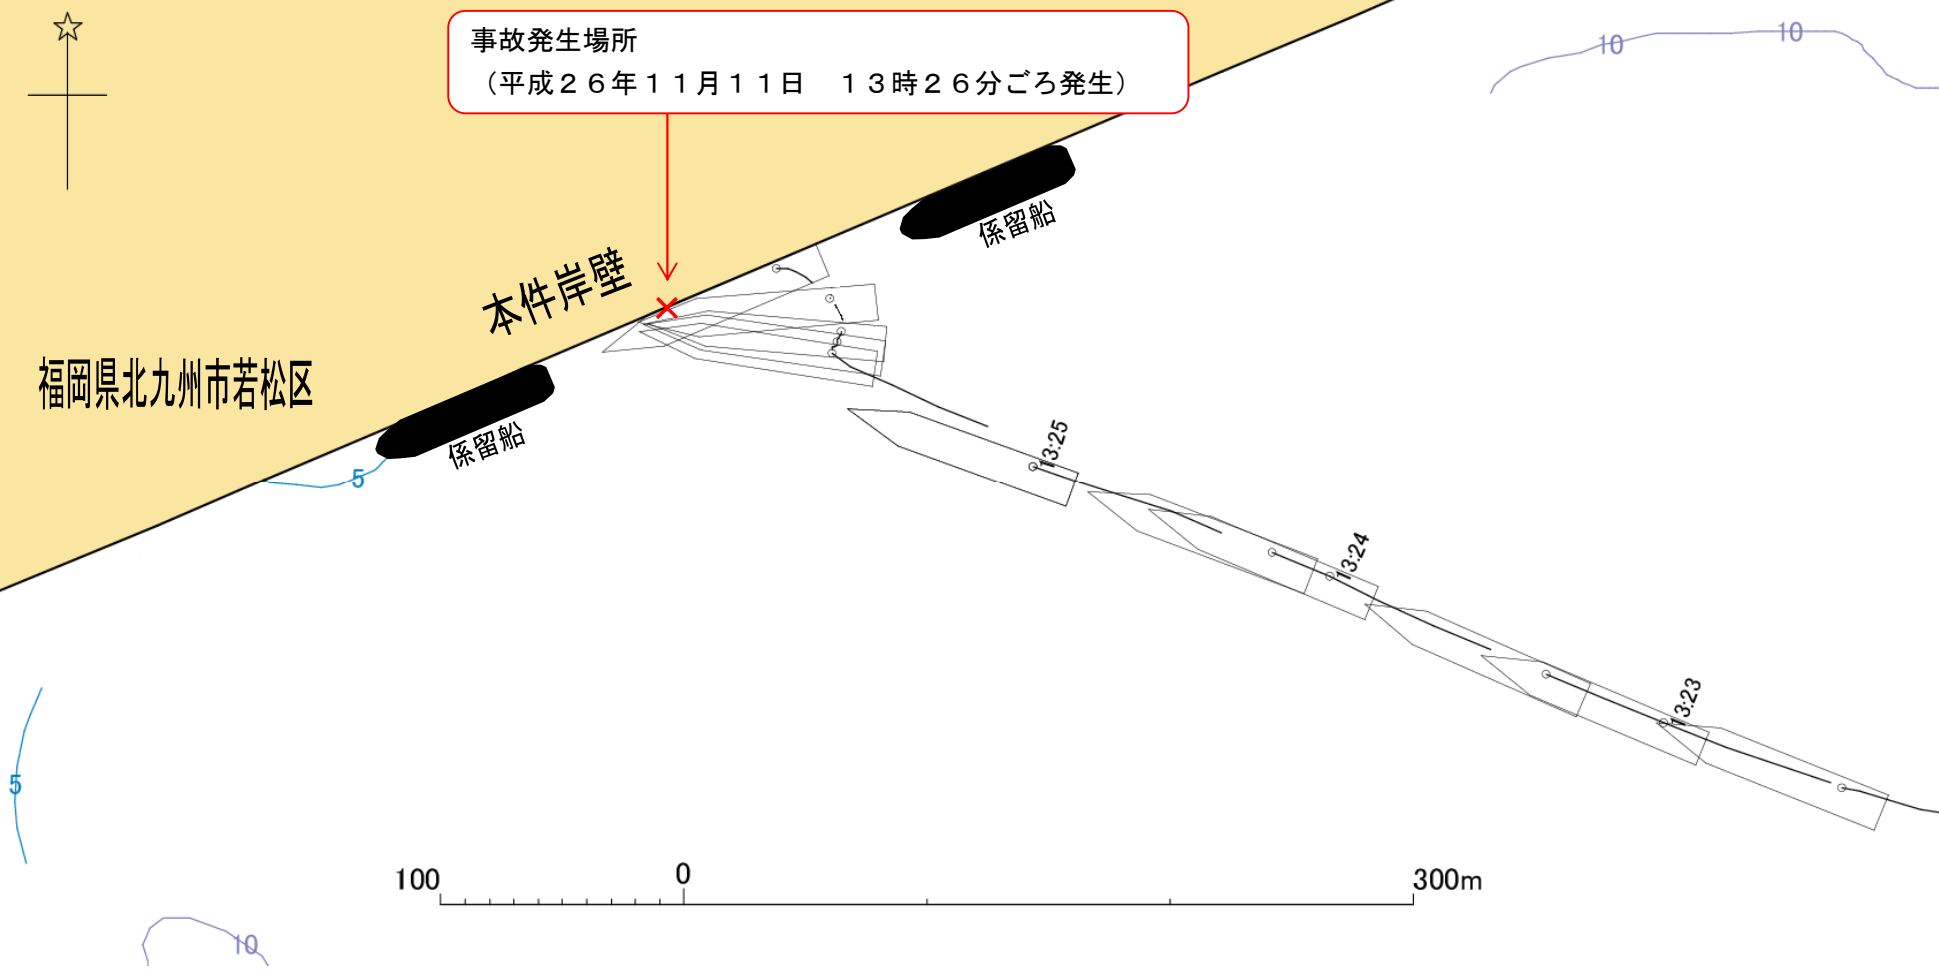 事故発生場所
（平成２６年１１月１１日　１３時２６分ごろ発生）
10
10
係留船
本件岸壁
福岡県北九州市若松区
係留船
5
13:25
13:24
13:23
5
100
0
300m
10